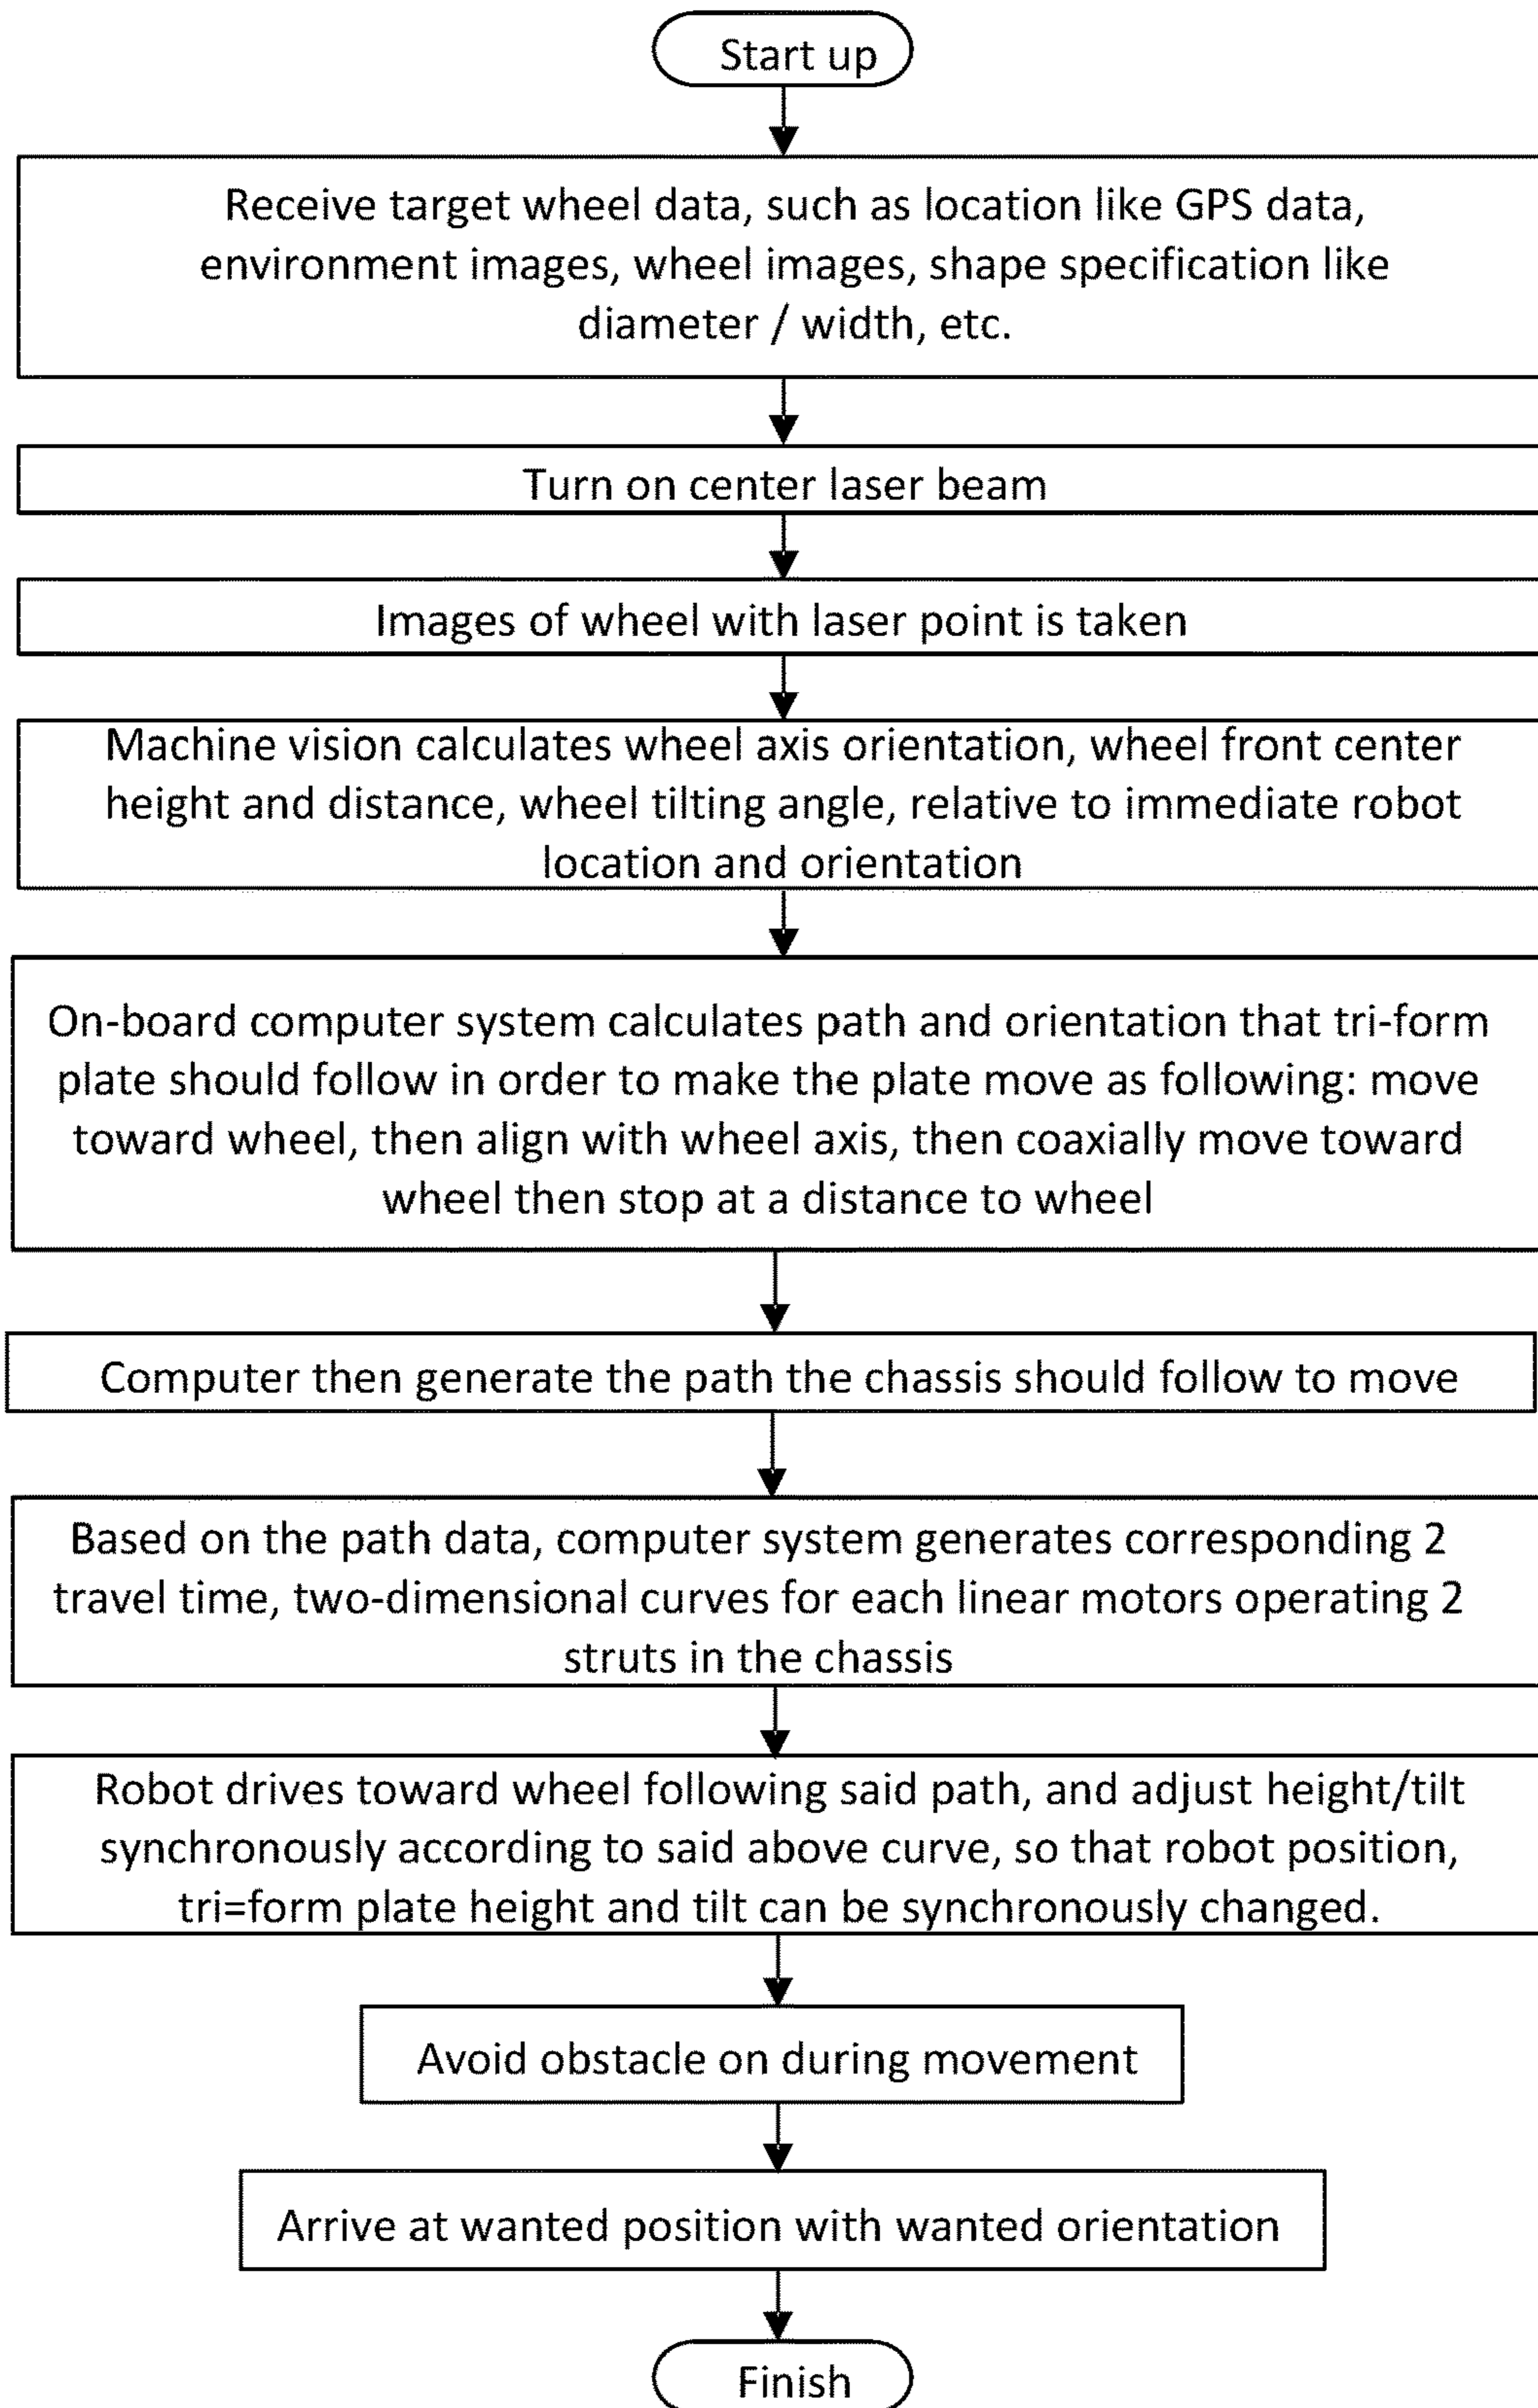 Start up
Receive target wheel data, such as location like GPS data,
environment images, wheel images, shape specification like
diameter / width, etc.
Turn on center laser beam
Images of wheel with laser point is taken
Machine vision calculates wheel axis orientation, wheel front center
height and distance, wheel tilting angle, relative to immediate robot
location and orientation
On-board computer system calculates path and orientation that tri-form
plate should follow in order to make the plate move as following: move
toward wheel, then align with wheel axis, then coaxially move toward
wheel then stop at a distance to wheel
Computer then generate the path the chassis should follow to move
Based on the path data, computer system generates corresponding 2
travel time, two-dimensional curves for each linear motors operating 2
struts in the chassis
Robot drives toward wheel following said path, and adjust height/tilt
synchronously according to said above curve, so that robot position,
tri=form plate height and tilt can be synchronously changed.
Avoid obstacle on during movement
Arrive at wanted position with wanted orientation
Finish